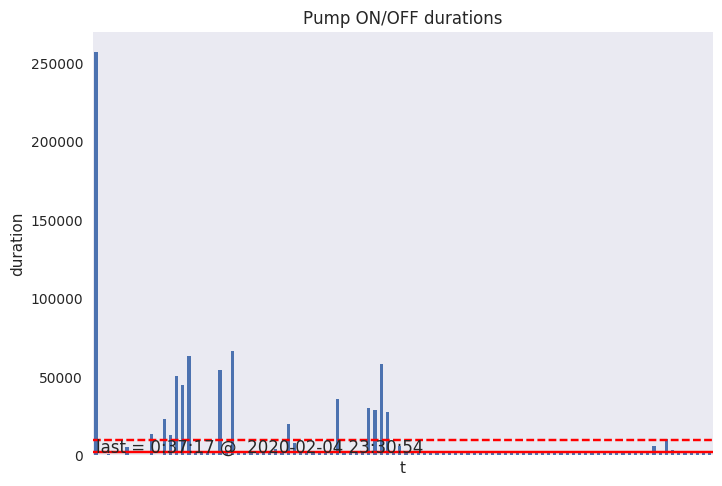 Pump ON/OFF durations
duration
250000
200000
150000
100000
50000
0
last = 0:37:17 @ 2020-02-04 23:30:54
t